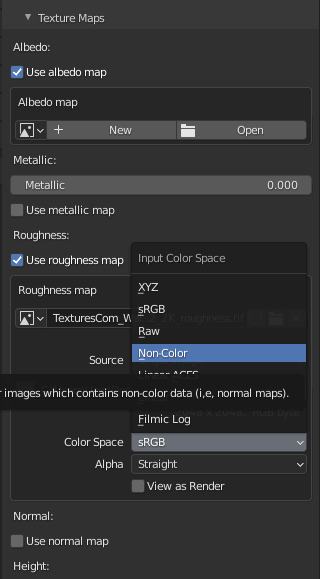 Texture Maps
Albedo:
Use albedo map
Albedo map
New
Open
Metallic:
Metallic 0.000
Use metallic map
Roughness:
Use roughness map
Input Color Space
Roughness map
XYZ
sRGB
TexturesCom_W
Raw
Non-Color
Source
Linear ACES
images which contains non-color data (i,e, normal maps).
Filmic Log
Color Space sRGB
Alpha Straight
View as Render
Normal:
Use normal map
Height: